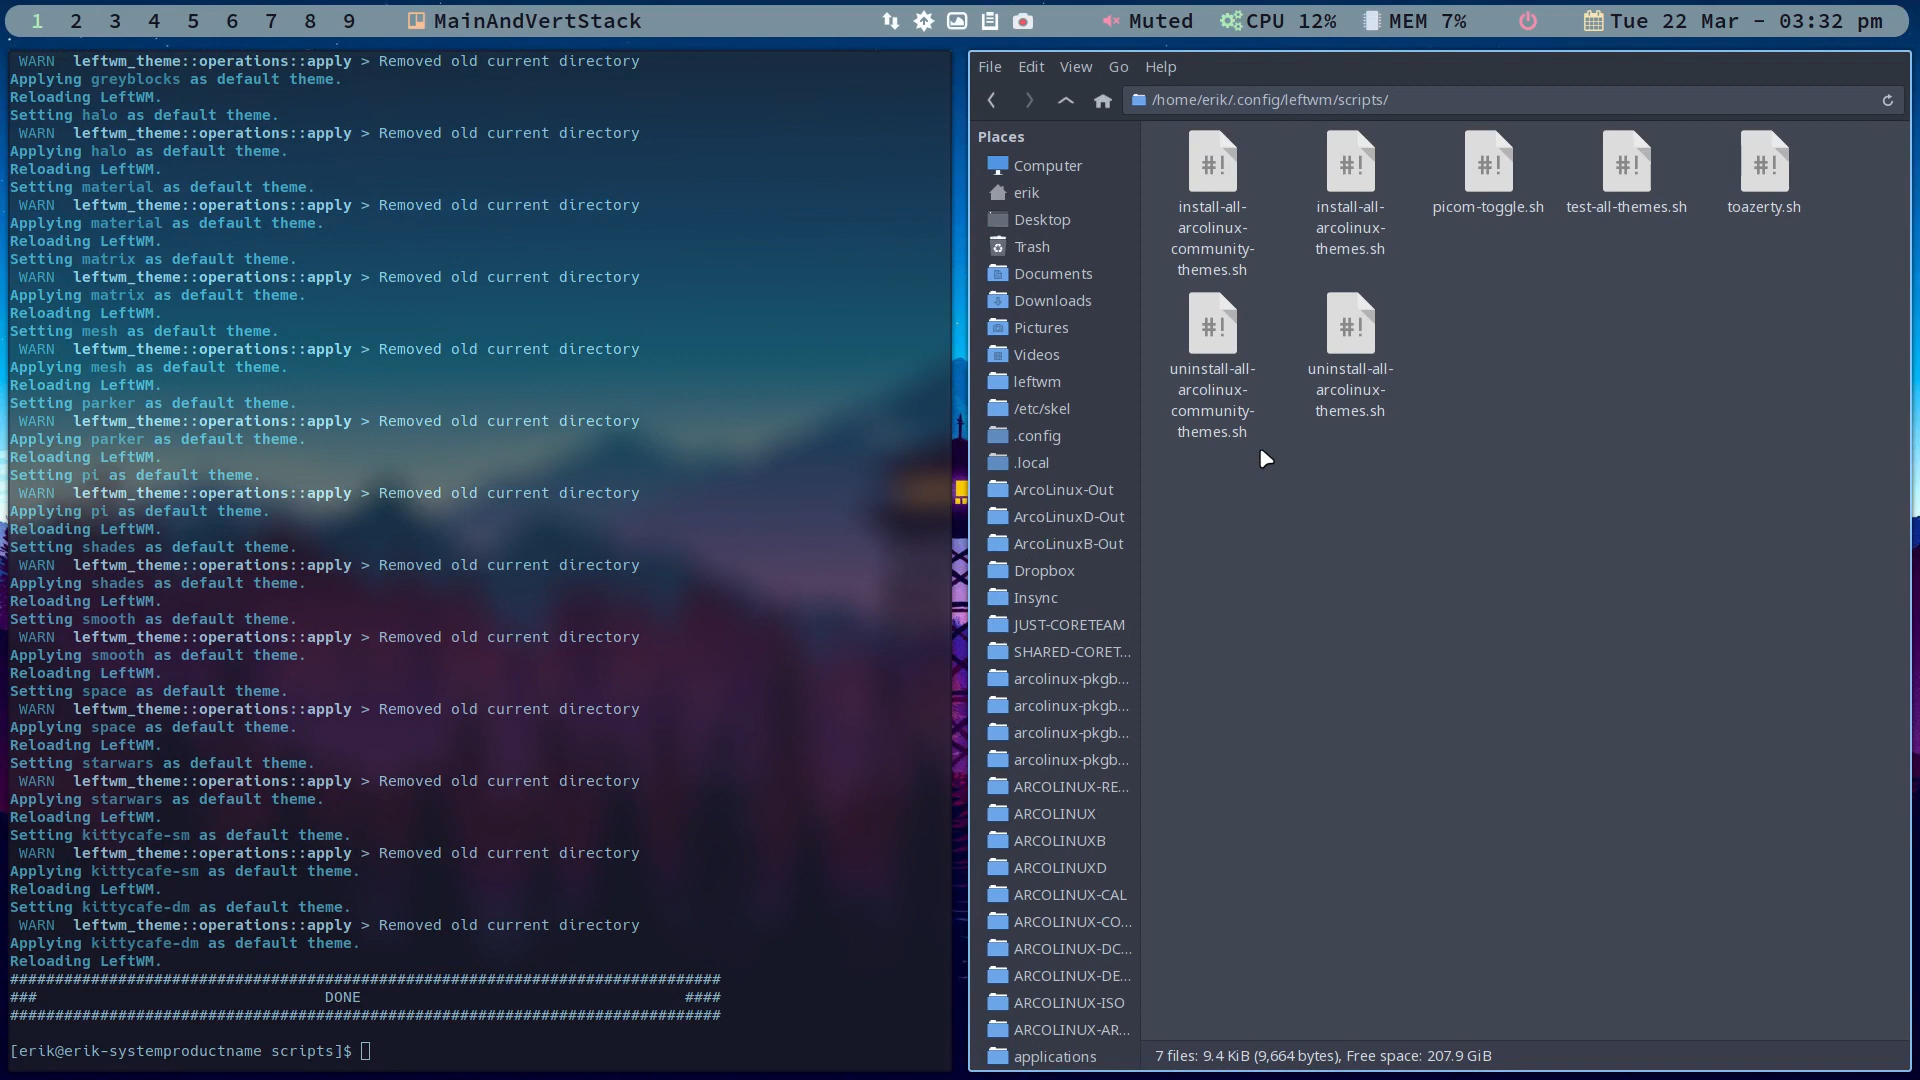 1 2 3 4 5 6 7 8 9 MainAndVertStack Muted CPU 12% MEM 7% Tue 22 Mar - 03:32 pm
WARN leftwm_theme::operations::apply > Removed old current directory
Applying greyblocks as default theme.
Reloading LeftWM.
Setting halo as default theme.
WARN leftwm_theme::operations::apply > Removed old current directory
Applying halo as default theme.
Reloading LeftWM.
Setting material as default theme.
WARN leftwm_theme::operations::apply > Removed old current directory
Applying material as default theme.
Reloading LeftWM.
Setting matrix as default theme.
WARN leftwm_theme::operations::apply > Removed old current directory
Applying matrix as default theme.
Reloading LeftWM.
Setting mesh as default theme.
WARN leftwm_theme::operations::apply > Removed old current directory
Applying mesh as default theme.
Reloading LeftWM.
Setting parker as default theme.
WARN leftwm_theme::operations::apply > Removed old current directory
Applying parker as default theme.
Reloading LeftWM.
Setting pi as default theme.
WARN leftwm_theme::operations::apply > Removed old current directory
Applying pi as default theme.
Reloading LeftWM.
Setting shades as default theme.
WARN leftwm_theme::operations::apply > Removed old current directory
Applying shades as default theme.
Reloading LeftWM.
Setting smooth as default theme.
WARN leftwm_theme::operations::apply > Removed old current directory
Applying smooth as default theme.
Reloading LeftWM.
Setting space as default theme.
WARN leftwm_theme::operations::apply > Removed old current directory
Applying space as default theme.
Reloading LeftWM.
Setting starwars as default theme.
WARN leftwm_theme::operations::apply > Removed old current directory
Applying starwars as default theme.
Reloading LeftWM.
Setting kittycafe-sm as default theme.
WARN leftwm_theme::operations::apply > Removed old current directory
Applying kittycafe-sm as default theme.
Reloading LeftWM.
Setting kittycafe-dm as default theme.
WARN leftwm_theme::operations::apply > Removed old current directory
Applying kittycafe-dm as default theme.
Reloading LeftWM.
###############################################################################
### DONE ####
###############################################################################
[erik@erik-systemproductname scripts]$
File Edit View Go Help
/home/erik/.config/leftwm/scripts/
Places
Computer
erik
Desktop
Trash
Documents
Downloads
Pictures
Videos
leftwm
/etc/skel
.config
.local
ArcoLinux-Out
ArcoLinuxD-Out
ArcoLinuxB-Out
Dropbox
Insync
JUST-CORETEAM
SHARED-CORET...
arcolinux-pkgb...
arcolinux-pkgb...
arcolinux-pkgb...
arcolinux-pkgb...
ARCOLINUX-RE...
ARCOLINUX
ARCOLINUXB
ARCOLINUXD
ARCOLINUX-CAL
ARCOLINUX-CO...
ARCOLINUX-DC...
ARCOLINUX-DE...
ARCOLINUX-ISO
ARCOLINUX-AR...
applications
#!
install-all-
arcolinux-
community-
themes.sh
#!
install-all-
arcolinux-
themes.sh
#!
picom-toggle.sh
#!
test-all-themes.sh
#!
toazerty.sh
#!
uninstall-all-
arcolinux-
community-
themes.sh
#!
uninstall-all-
arcolinux-
themes.sh
7 files: 9.4 KiB (9,664 bytes), Free space: 207.9 GiB